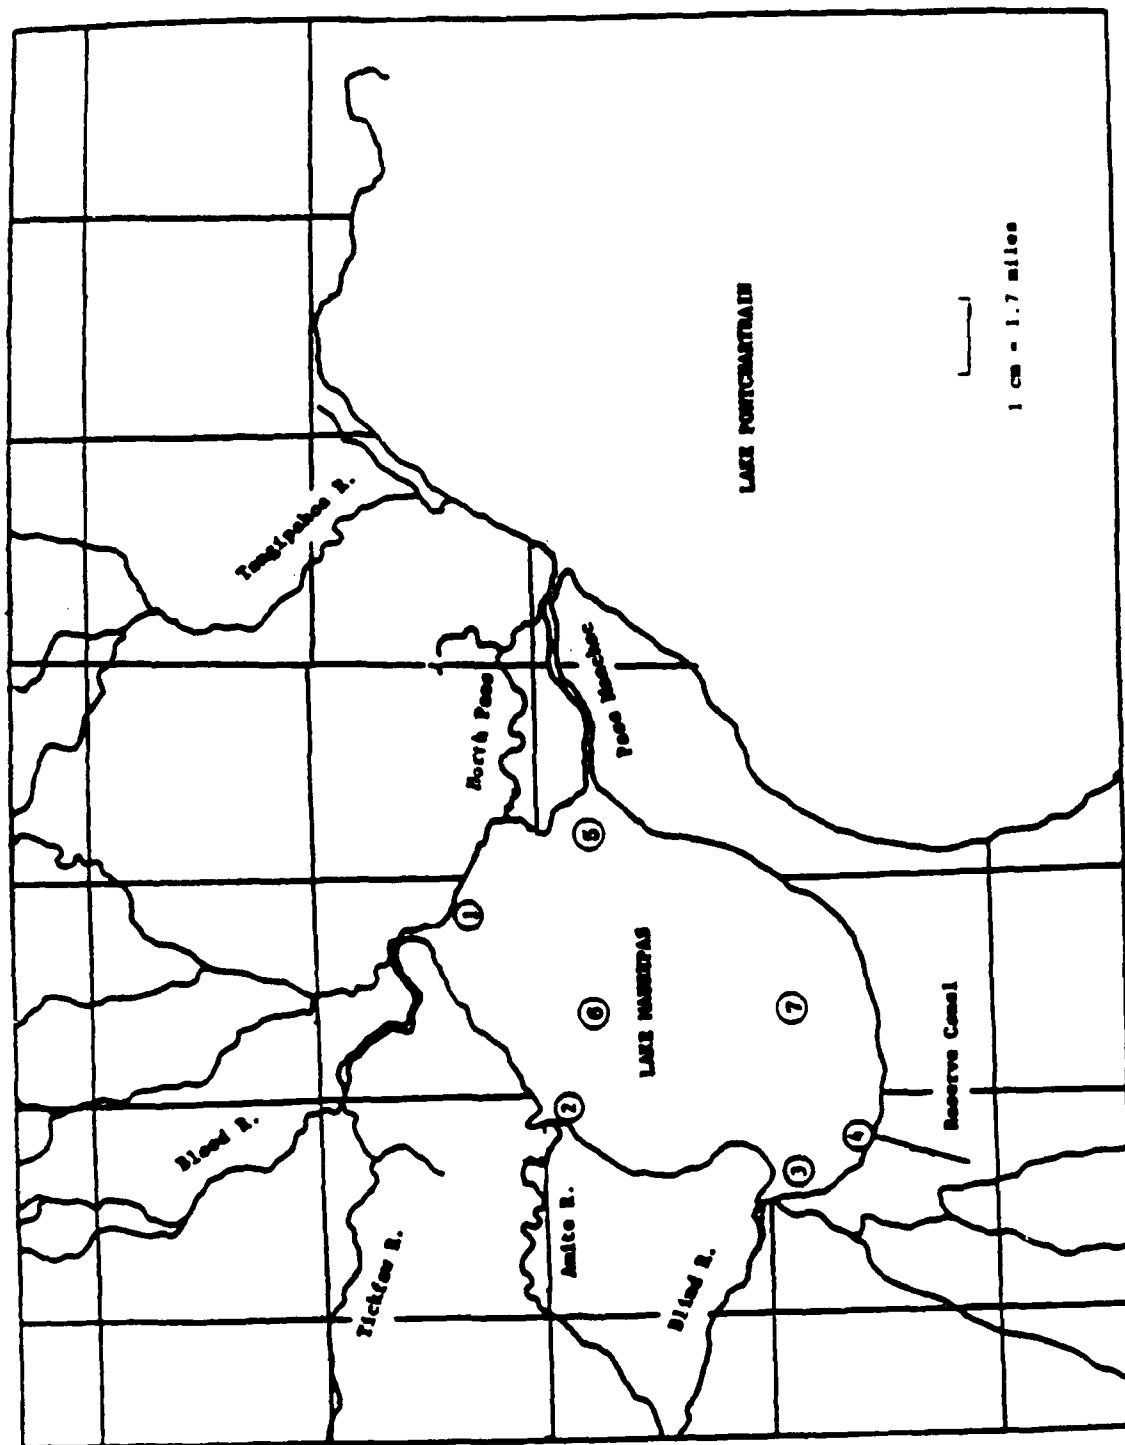 Tangipahoa R.
LAKE PONTCHARTRAIN
1 cm = 1.7 miles
North Pass
Pass Manchac
5
1
6
LAKE MAUREPAS
7
Reserve Canal
Blood R.
2
4
3
Tickfaw R.
Amite R.
Blind R.